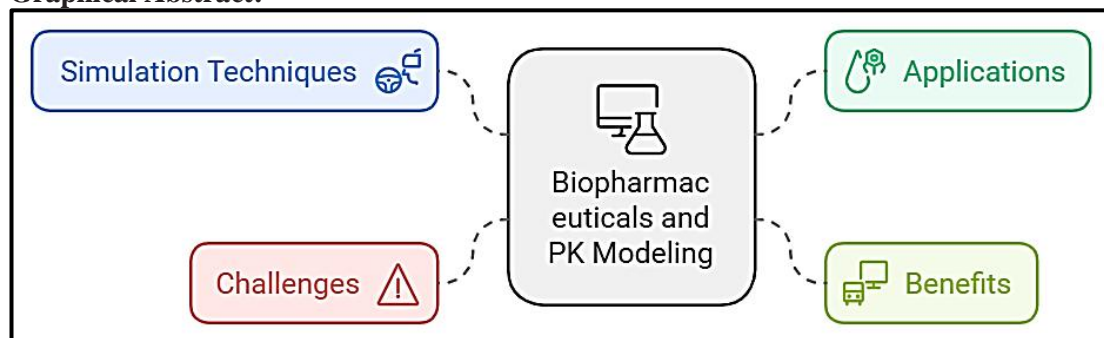 Graphical Abstract:
Simulation Techniques
Applications
Biopharmac
euticals and
PK Modeling
Challenges
Benefits